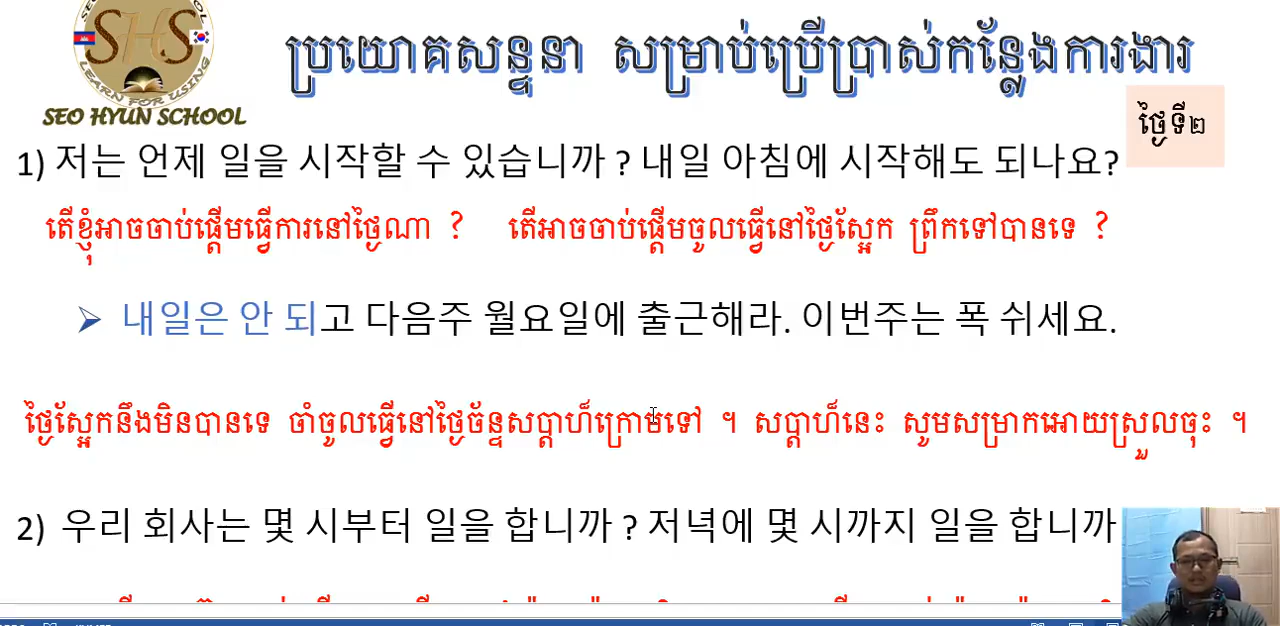 SHS
LEARN FOR USING
SEO HYUN SCHOOL
ប្រយោគសន្ទនា សម្រាប់ប្រើប្រាស់កន្លែងការងារ
ថ្ងៃទី២
1) 저는 언제 일을 시작할 수 있습니까 ? 내일 아침에 시작해도 되나요?
តើខ្ញុំអាចចាប់ផ្តើមធ្វើការនៅថ្ងៃណា ? តើអាចចាប់ផ្តើមចូលធ្វើនៅថ្ងៃស្អែក ព្រឹកទៅបានទេ ?
내일은 안 되고 다음주 월요일에 출근해라. 이번주는 푹 쉬세요.
ថ្ងៃស្អែកនឹងមិនបានទេ ចាំចូលធ្វើនៅថ្ងៃច័ន្ទសប្តាហ៍ក្រោមទៅ ។ សប្តាហ៍នេះ សូមសម្រាកអោយស្រួលចុះ ។
2) 우리 회사는 몇 시부터 일을 합니까 ? 저녁에 몇 시까지 일을 합니까